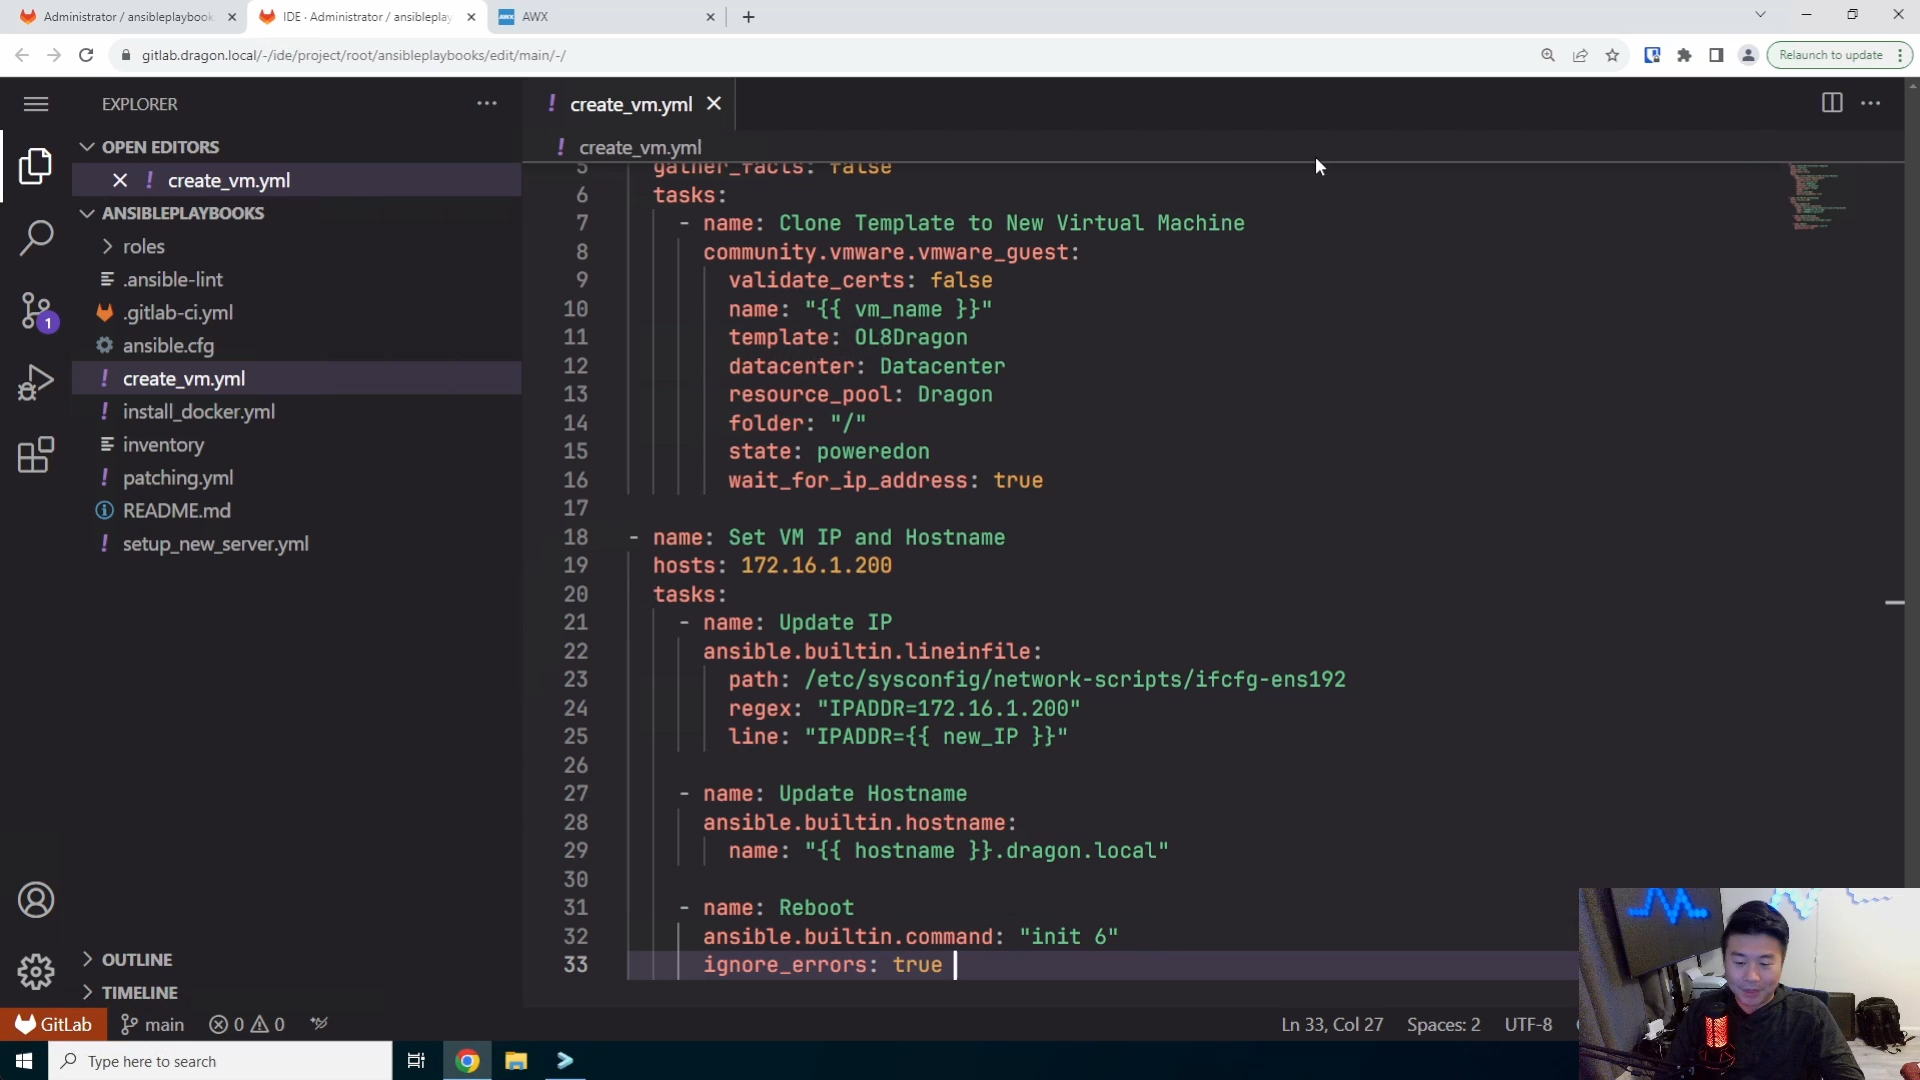 Administrator / ansibleplaybook
IDE · Administrator / ansibleplay
AWX
gitlab.dragon.local/-/ide/project/root/ansibleplaybooks/edit/main/-/
Relaunch to update
EXPLORER
OPEN EDITORS
create_vm.yml
ANSIBLEPLAYBOOKS
roles
.ansible-lint
.gitlab-ci.yml
ansible.cfg
create_vm.yml
install_docker.yml
inventory
patching.yml
README.md
setup_new_server.yml
1
OUTLINE
TIMELINE
! create_vm.yml
! create_vm.yml
5 gather_facts: false
6 tasks:
7 - name: Clone Template to New Virtual Machine
8 community.vmware.vmware_guest:
9 validate_certs: false
10 name: "{{ vm_name }}"
11 template: OL8Dragon
12 datacenter: Datacenter
13 resource_pool: Dragon
14 folder: "/"
15 state: poweredon
16 wait_for_ip_address: true
17
18 - name: Set VM IP and Hostname
19 hosts: 172.16.1.200
20 tasks:
21 - name: Update IP
22 ansible.builtin.lineinfile:
23 path: /etc/sysconfig/network-scripts/ifcfg-ens192
24 regex: "IPADDR=172.16.1.200"
25 line: "IPADDR={{ new_IP }}"
26
27 - name: Update Hostname
28 ansible.builtin.hostname:
29 name: "{{ hostname }}.dragon.local"
30
31 - name: Reboot
32 ansible.builtin.command: "init 6"
33 ignore_errors: true
GitLab main 0 0
Ln 33, Col 27 Spaces: 2 UTF-8
Type here to search